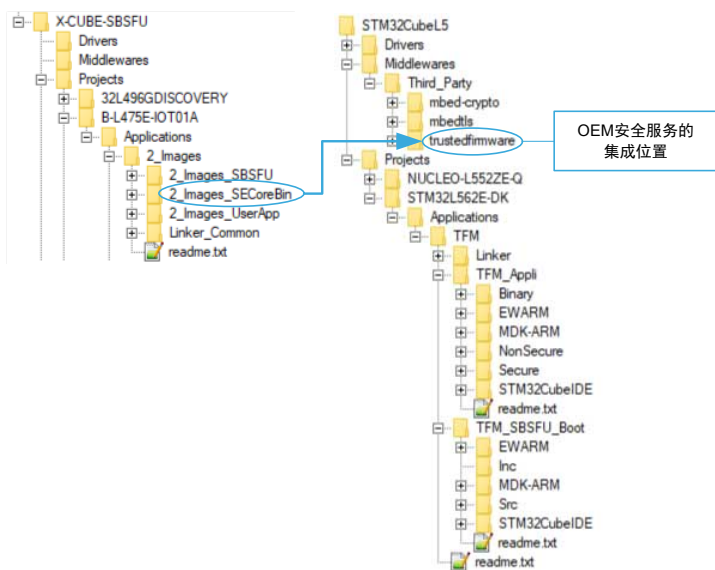 X-CUBE-SBSFU
Drivers
Middlewares
Projects
32L496GDISCOVERY
B-L475E-IOT01A
Applications
2_Images
2_Images_SBSFU
2_Images_SECoreBin
2_Images_UserApp
Linker_Common
readme.txt
STM32CubeL5
Drivers
Middlewares
Third_Party
mbed-crypto
mbedtls
trustedfirmware
Projects
NUCLEO-L552ZE-Q
STM32L562E-DK
Applications
TFM
Linker
TFM_Appli
Binary
EWARM
MDK-ARM
NonSecure
Secure
STM32CubeIDE
readme.txt
TFM_SBSFU_Boot
EWARM
Inc
MDK-ARM
Src
STM32CubeIDE
readme.txt
readme.txt
OEM安全服务的
集成位置